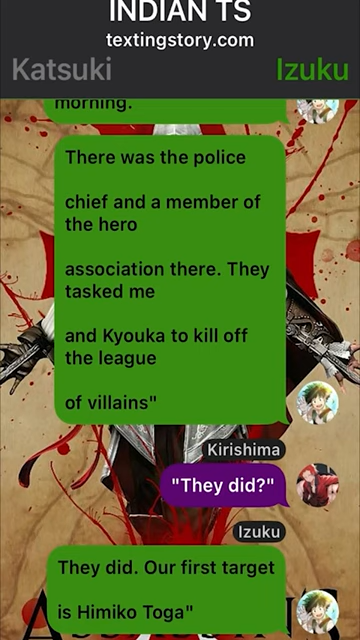 INDIAN TS
textingstory.com
Katsuki
Izuku
morning.
There was the police
chief and a member of
the hero
association there. They
tasked me
and Kyouka to kill off
the league
of villains"
Kirishima
"They did?"
Izuku
They did. Our first target
is Himiko Toga"